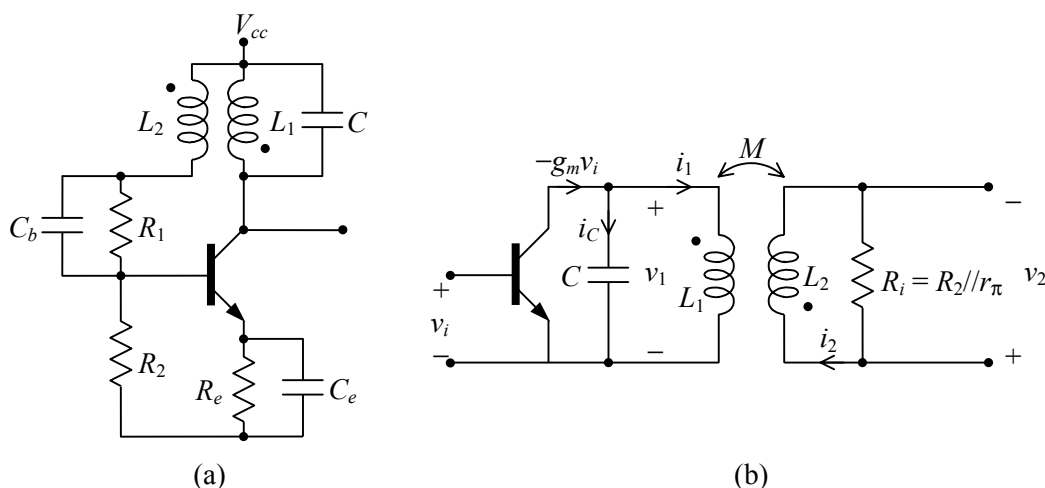 V_cc
L_2
L_1
C
C_b
R_1
R_2
R_e
C_e
(a)
−g_m v_i
i_1
M
+
i_C
C
v_1
L_1
L_2
R_i = R_2//r_π
−
v_2
+
v_i
−
−
i_2
+
(b)